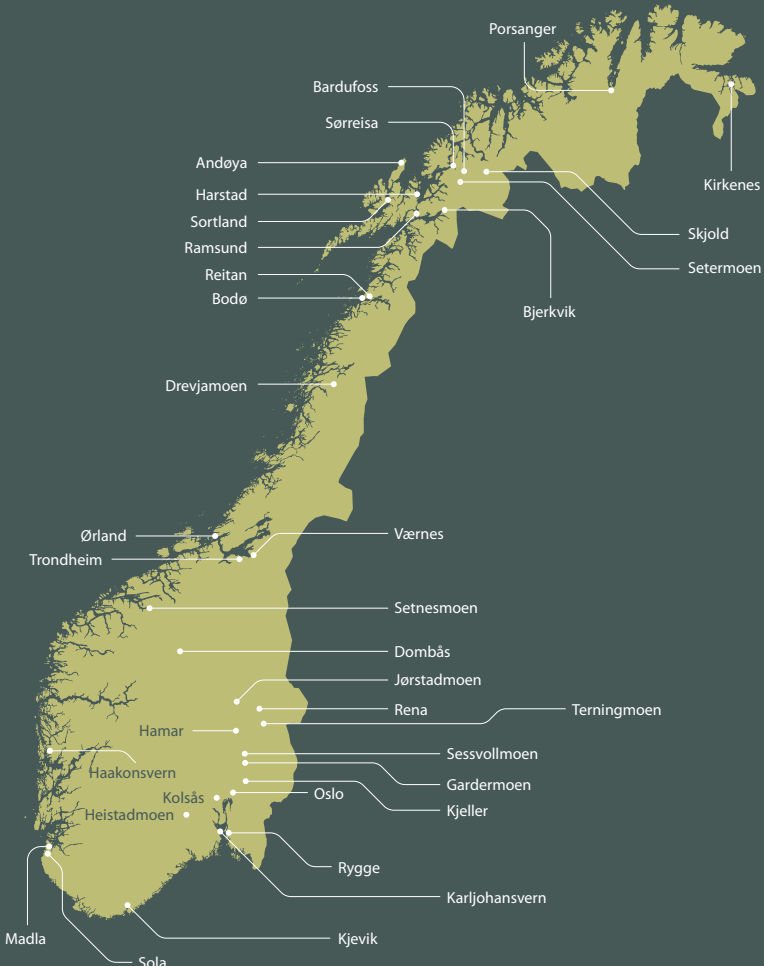 Porsanger
Bardufoss
Sørreisa
Andøya
Kirkenes
Harstad
Sortland
Skjold
Ramsund
Setermoen
Reitan
Bodø
Bjerkvik
Drevjamoen
Værnes
Ørland
Trondheim
Setnesmoen
Dombås
Jørstadmoen
Rena
Terningmoen
Hamar
Sessvollmoen
Haakonsvern
Gardermoen
Oslo
Kolsås
Kjeller
Heistadmoen
Rygge
Karljohansvern
Madla
Kjevik
Sola